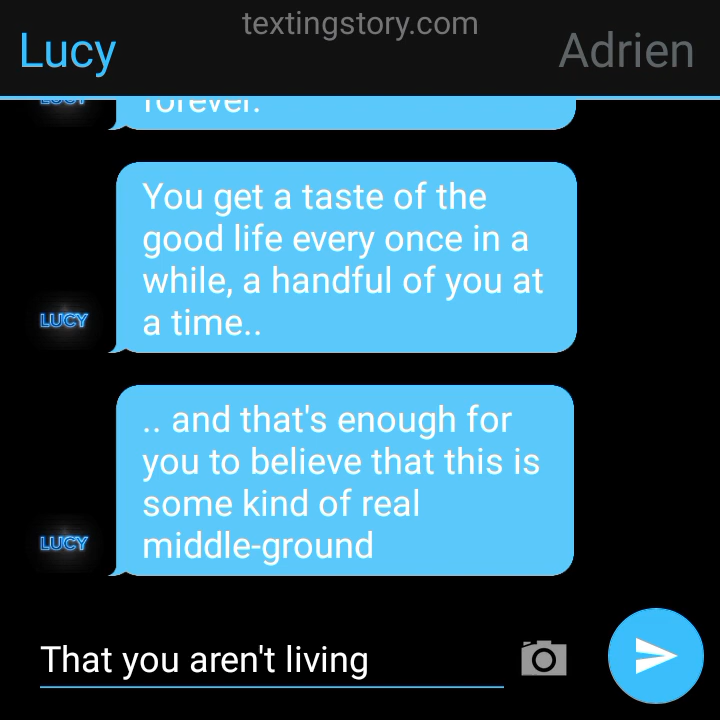 textingstory.com
Lucy
Adrien
LUCY
forever.
You get a taste of the
good life every once in a
while, a handful of you at
a time..
LUCY
.. and that's enough for
you to believe that this is
some kind of real
middle-ground
LUCY
That you aren't living